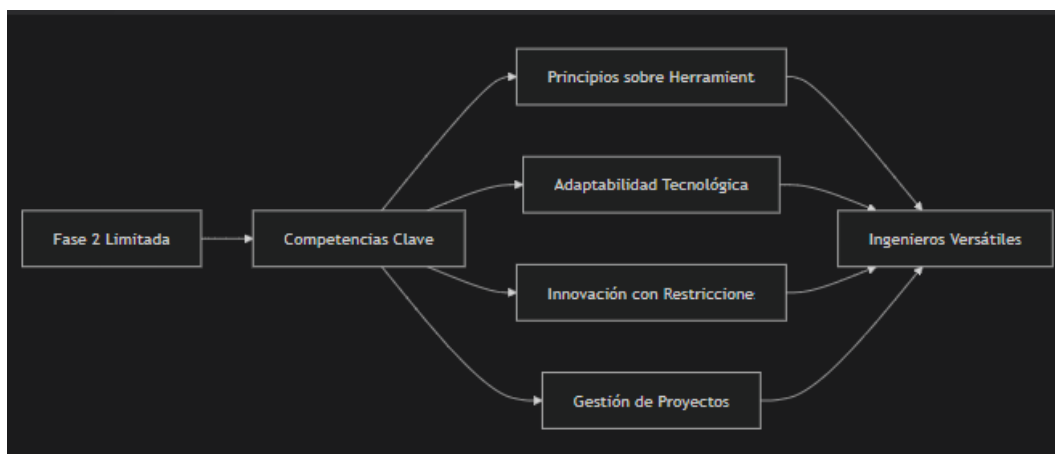 Principios sobre Herramient
Adaptabilidad Tecnológica
Fase 2 Limitada
Competencias Clave
Ingenieros Versátiles
Innovación con Restriccione
Gestión de Proyectos